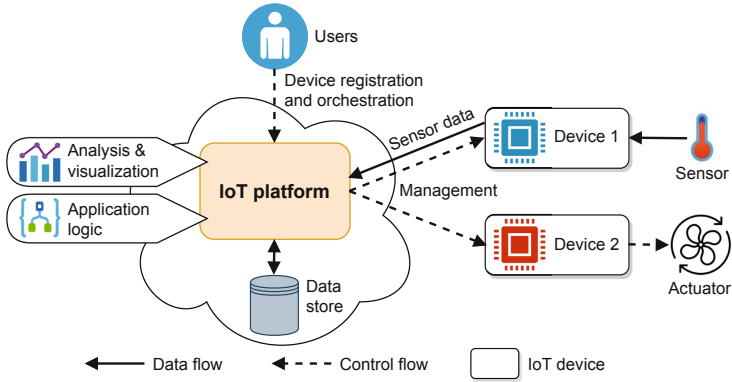 Users
Device registration
and orchestration
Analysis &
visualization
Application
logic
IoT platform
Sensor data
Management
Device 1
Sensor
Device 2
Actuator
Data
store
Data flow
Control flow
IoT device